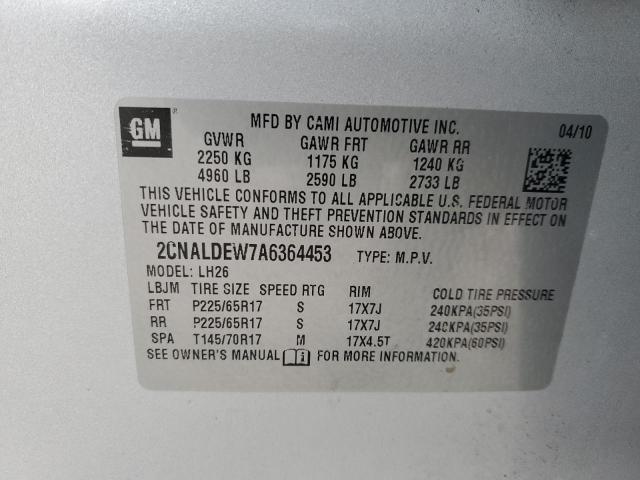 GM
MFD BY CAMI AUTOMOTIVE INC. 04/10
GVWR GAWR FRT GAWR RR
2250 KG 1175 KG 1240 KG
4960 LB 2590 LB 2733 LB
THIS VEHICLE CONFORMS TO ALL APPLICABLE U.S. FEDERAL MOTOR
VEHICLE SAFETY AND THEFT PREVENTION STANDARDS IN EFFECT ON
THE DATE OF MANUFACTURE SHOWN ABOVE.
2CNALDEW7A6364453 TYPE: M.P.V.
MODEL: LH26
LBJM TIRE SIZE SPEED RTG RIM COLD TIRE PRESSURE
FRT P225/65R17 S 17X7J 240KPA(35PSI)
RR P225/65R17 S 17X7J 240KPA(35PSI)
SPA T145/70R17 M 17X4.5T 420KPA(60PSI)
SEE OWNER'S MANUAL FOR MORE INFORMATION.